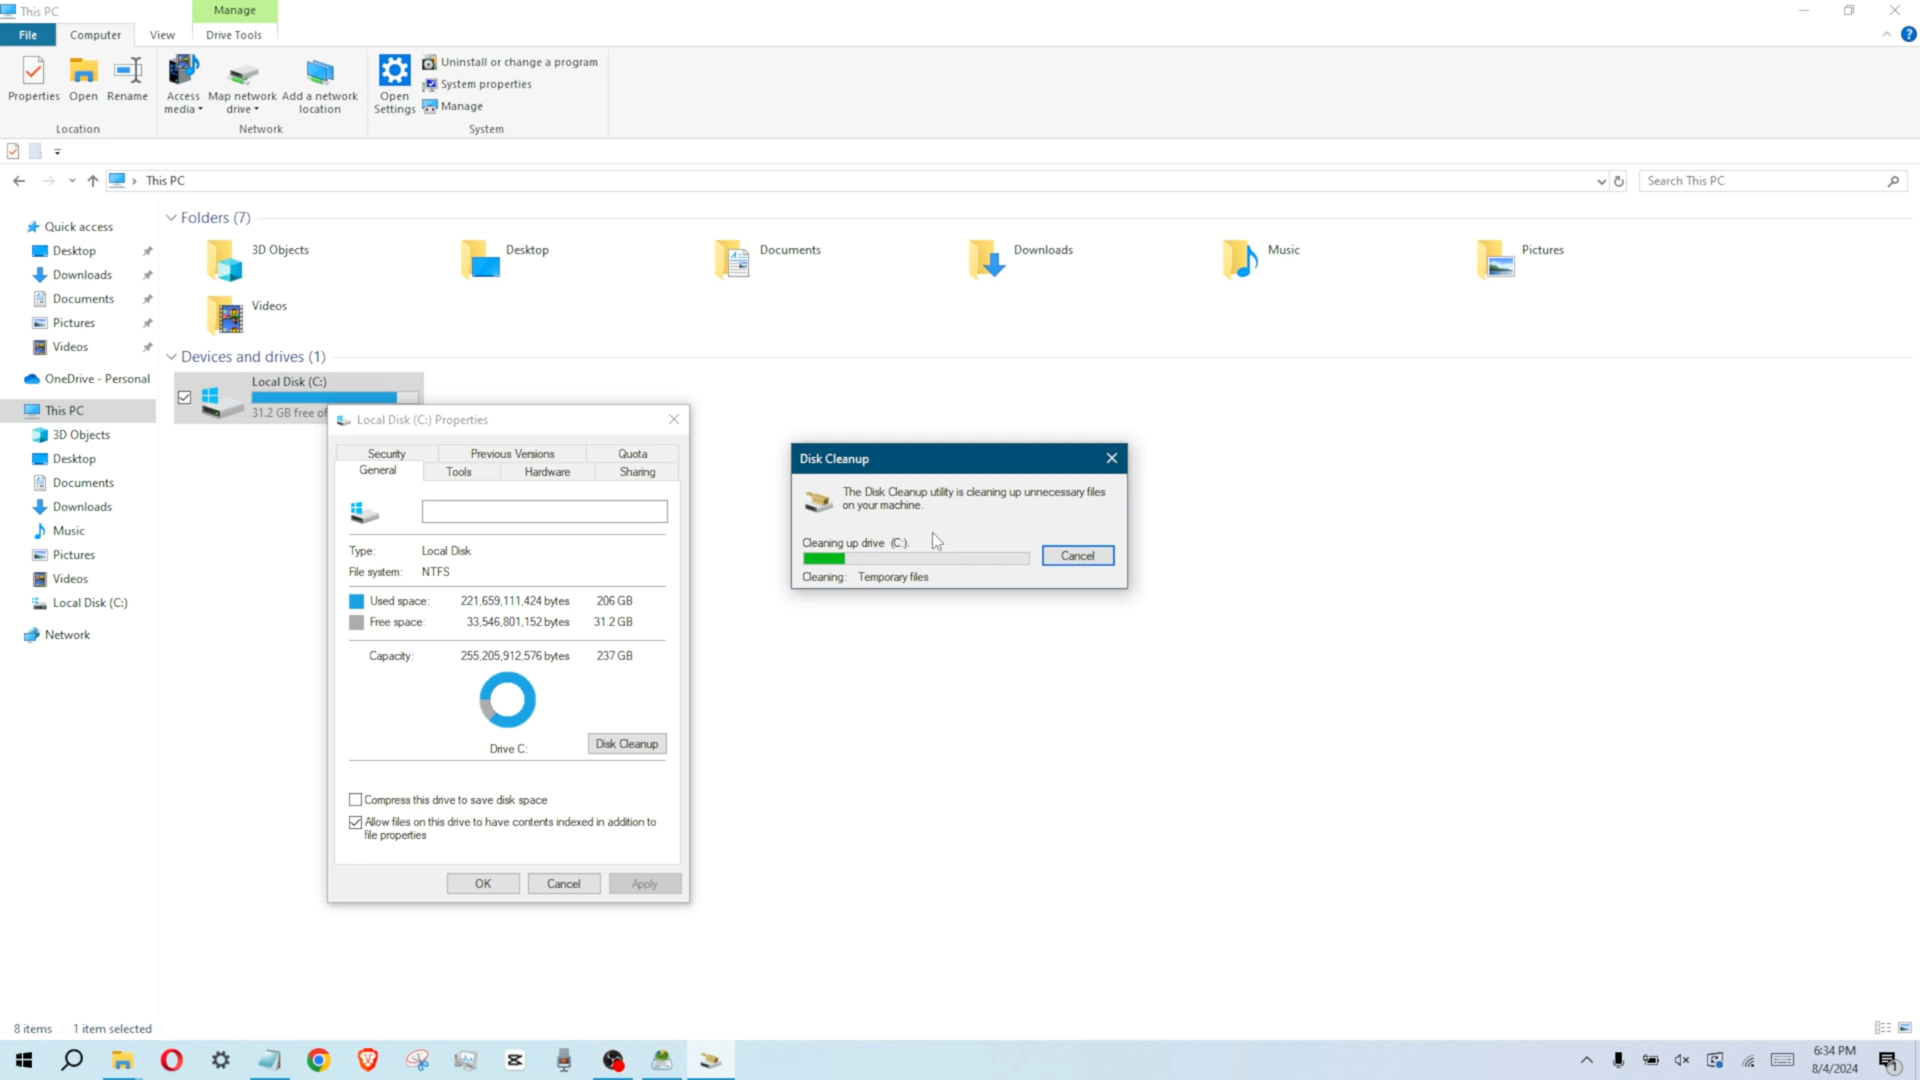 This PC
Manage
File
Computer
View
Drive Tools
Properties
Open
Rename
Access media
Map network drive
Add a network location
Open Settings
Uninstall or change a program
System properties
Manage
Location
Network
System
This PC
Search This PC
Quick access
Desktop
Downloads
Documents
Pictures
Videos
OneDrive - Personal
This PC
3D Objects
Desktop
Documents
Downloads
Music
Pictures
Videos
Local Disk (C:)
Network
Folders (7)
3D Objects
Desktop
Documents
Downloads
Music
Pictures
Videos
Devices and drives (1)
Local Disk (C:)
31.2 GB free of
Local Disk (C:) Properties
Security
Previous Versions
Quota
General
Tools
Hardware
Sharing
Type: Local Disk
File system: NTFS
Used space: 221,659,111,424 bytes 206 GB
Free space: 33,546,801,152 bytes 31.2 GB
Capacity: 255,205,912,576 bytes 237 GB
Drive C:
Disk Cleanup
Compress this drive to save disk space
Allow files on this drive to have contents indexed in addition to
file properties
OK
Cancel
Apply
Disk Cleanup
The Disk Cleanup utility is cleaning up unnecessary files
on your machine.
Cleaning up drive (C:).
Cancel
Cleaning: Temporary files
8 items
1 item selected
6:34 PM
8/4/2024
1